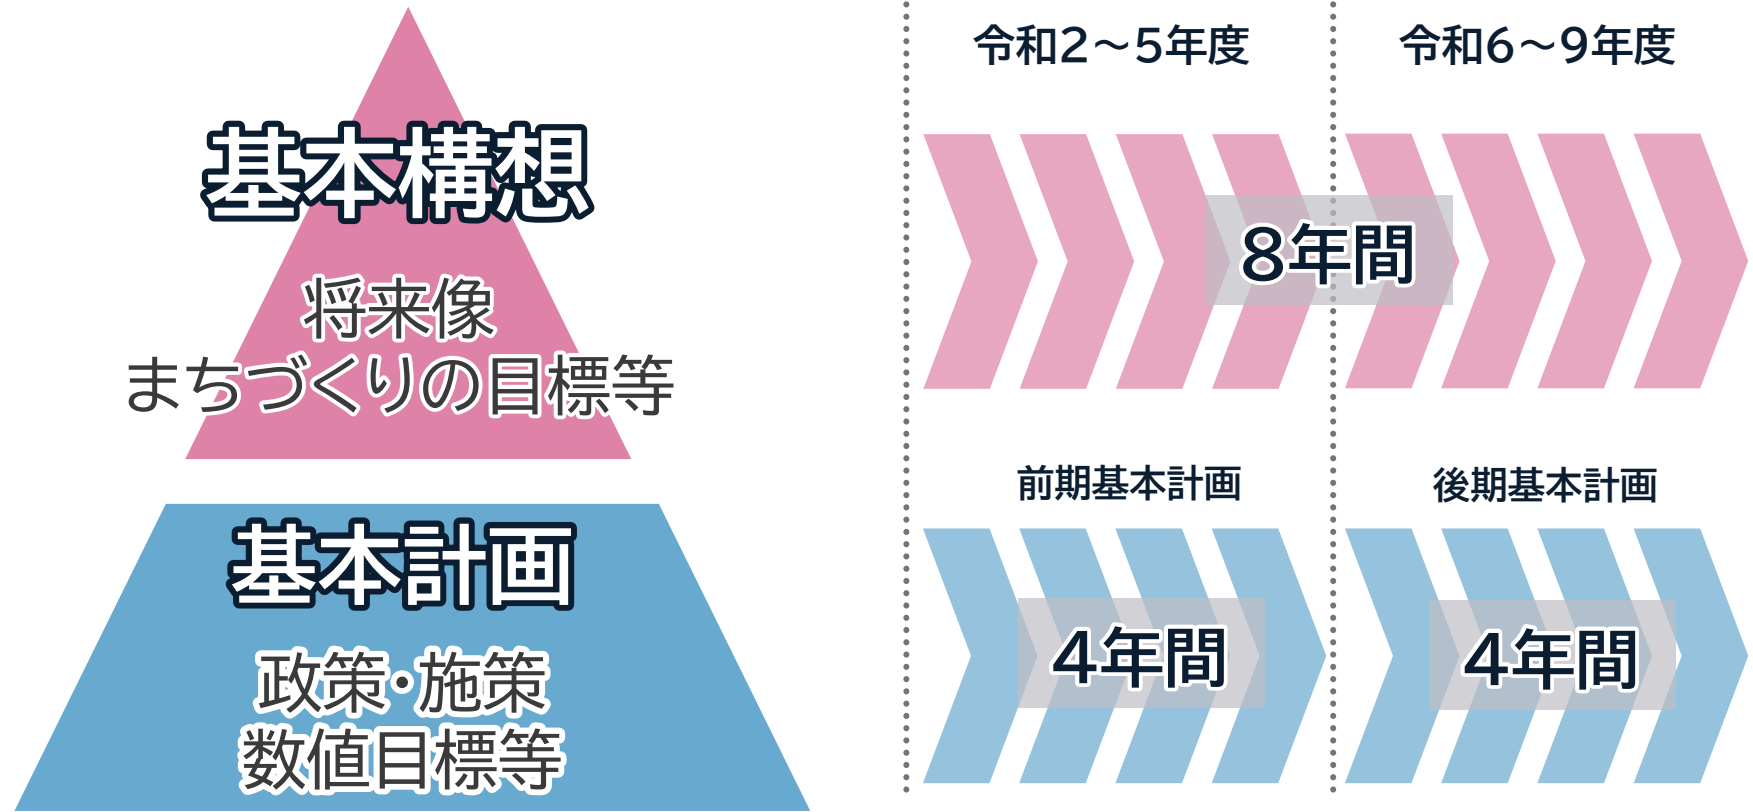 基本構想
将来像
まちづくりの目標等
基本計画
政策・施策
数値目標等
令和2～5年度
令和6～9年度
8年間
前期基本計画
後期基本計画
4年間
4年間